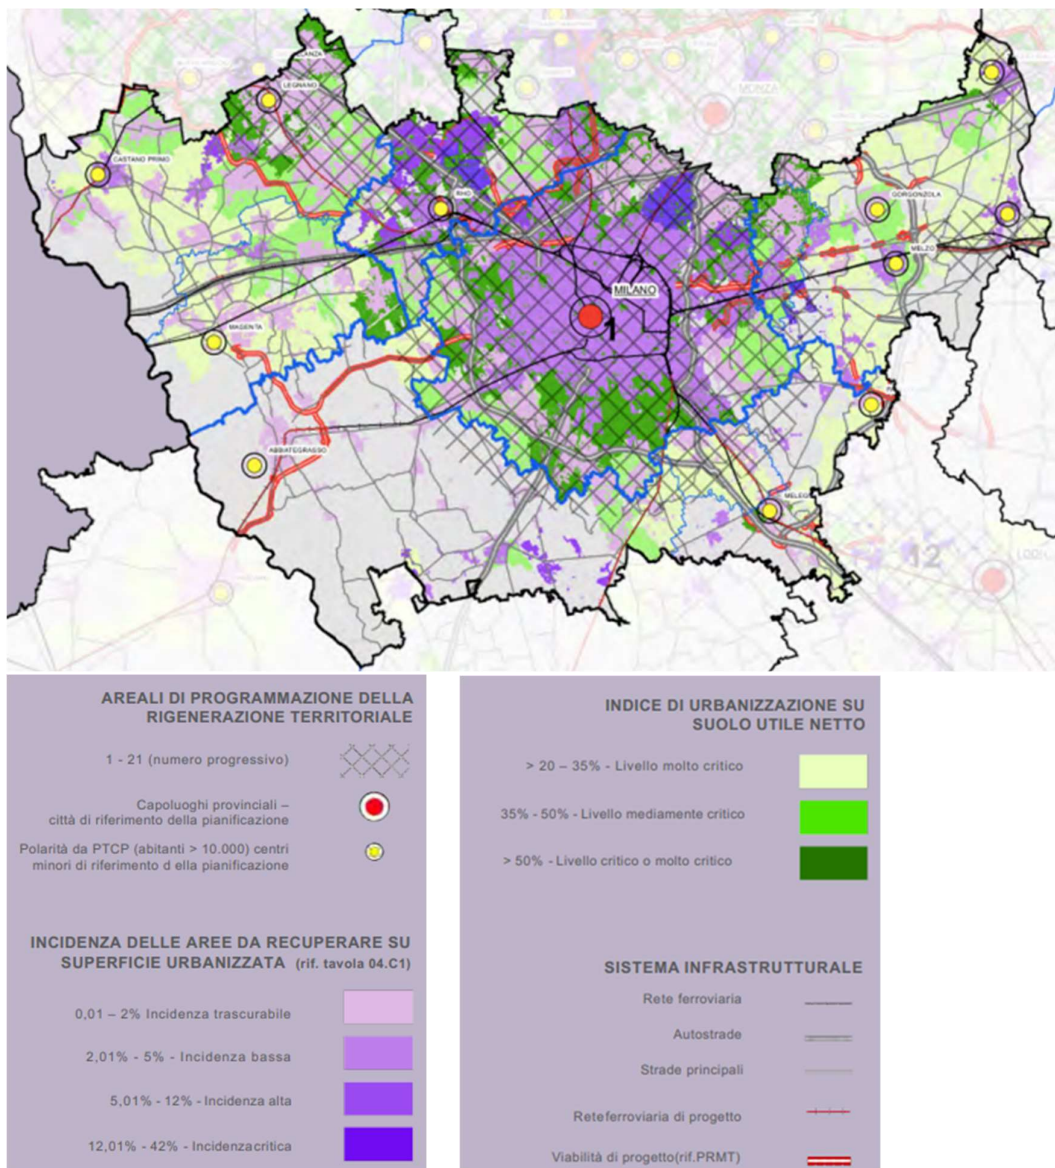 MONZA
LEGNANO
CASTANO PRIMO
RHO
GORGONZOLA
MELZO
MILANO
1
MAGENTA
ABBIATEGRASSO
12
AREALI DI PROGRAMMAZIONE DELLA
RIGENERAZIONE TERRITORIALE
1 - 21 (numero progressivo)
Capoluoghi provinciali –
città di riferimento della pianificazione
Polarità da PTCP (abitanti > 10.000) centri
minori di riferimento d ella pianificazione
INCIDENZA DELLE AREE DA RECUPERARE SU
SUPERFICIE URBANIZZATA (rif. tavola 04.C1)
0,01 – 2% Incidenza trascurabile
2,01% - 5% - Incidenza bassa
5,01% - 12% - Incidenza alta
12,01% - 42% - Incidenzacritica
INDICE DI URBANIZZAZIONE SU
SUOLO UTILE NETTO
> 20 – 35% - Livello molto critico
35% - 50% - Livello mediamente critico
> 50% - Livello critico o molto critico
SISTEMA INFRASTRUTTURALE
Rete ferroviaria
Autostrade
Strade principali
Reteferroviaria di progetto
Viabilità di progetto(rif.PRMT)